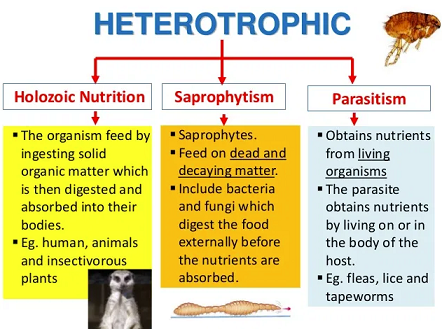 HETEROTROPHIC
Holozoic Nutrition
▪ The organism feed by
ingesting solid
organic matter which
is then digested and
absorbed into their
bodies.
▪ Eg. human, animals
and insectivorous
plants
Saprophytism
▪ Saprophytes.
▪ Feed on dead and
decaying matter.
▪ Include bacteria
and fungi which
digest the food
externally before
the nutrients are
absorbed.
Parasitism
▪ Obtains nutrients
from living
organisms
▪ The parasite
obtains nutrients
by living on or in
the body of the
host.
▪ Eg. fleas, lice and
tapeworms